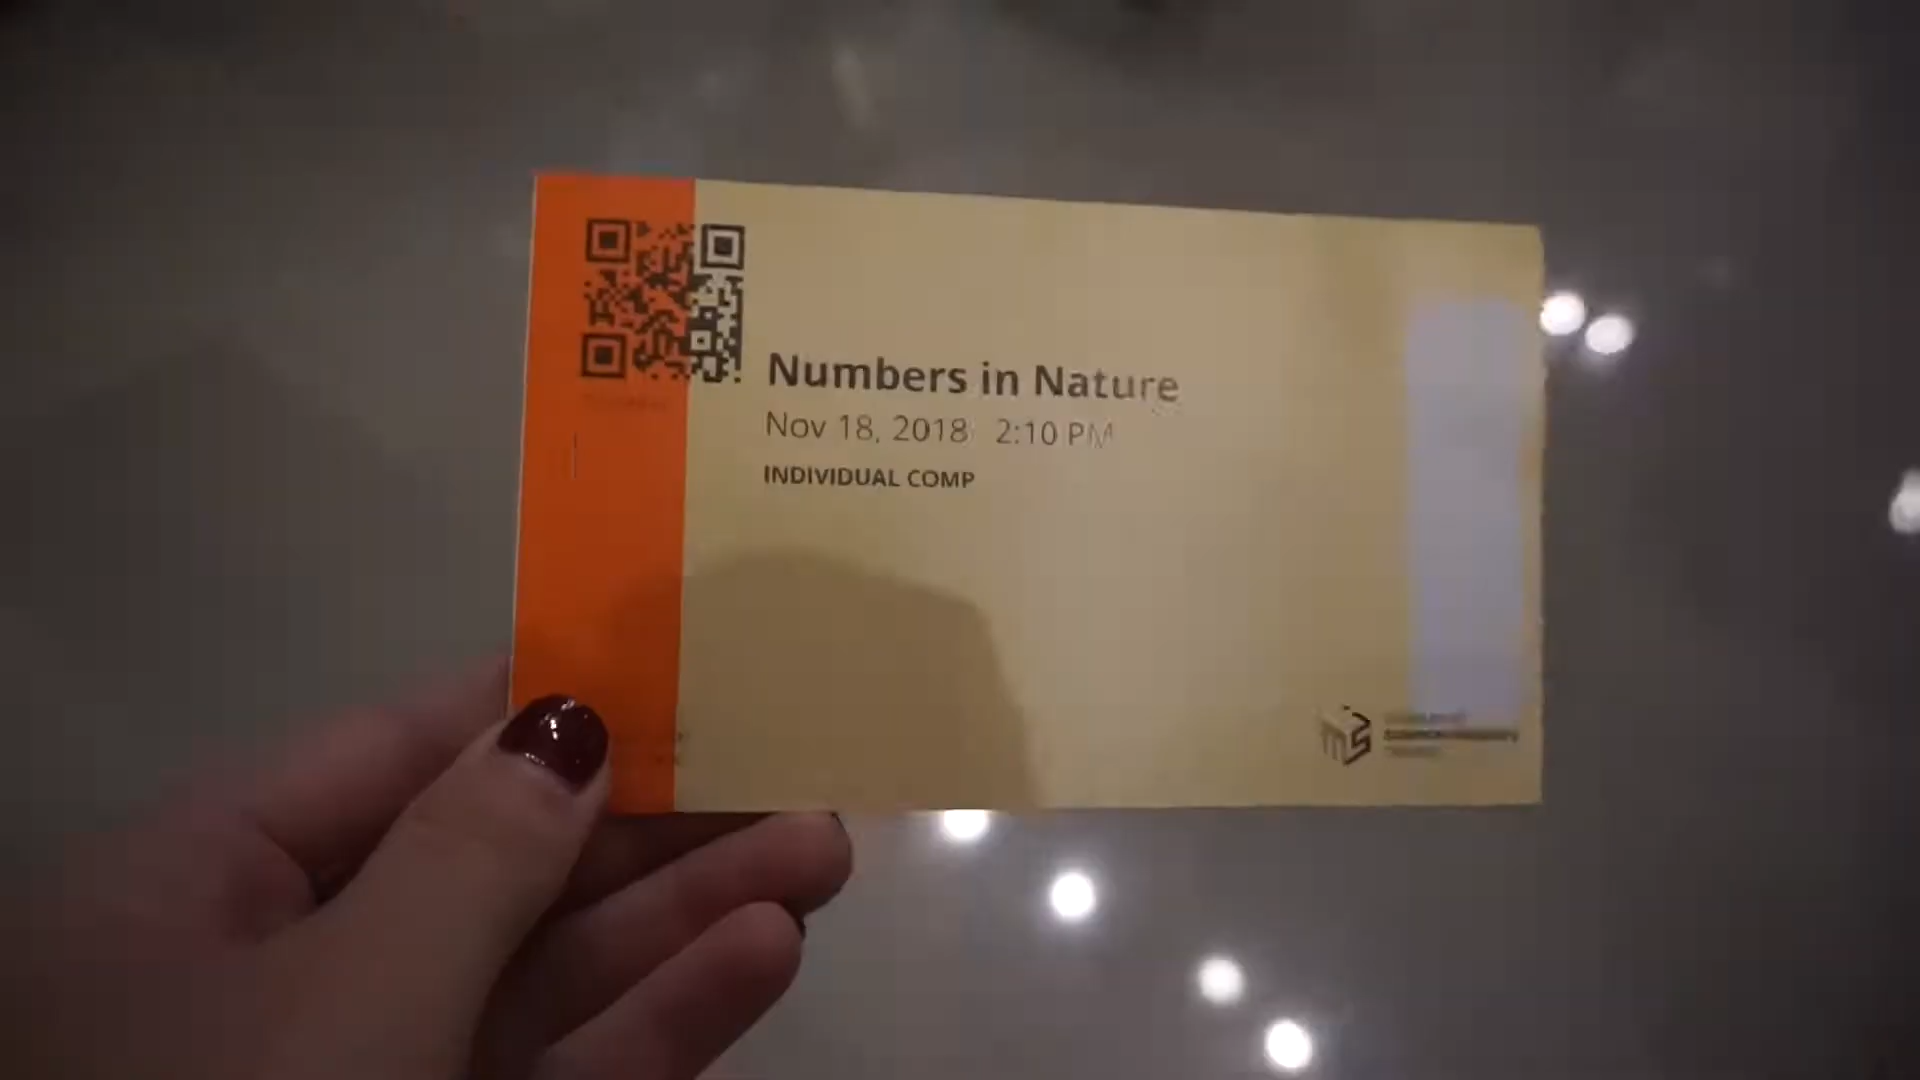 Numbers in Nature
Nov 18, 2018 2:10 PM
INDIVIDUAL COMP